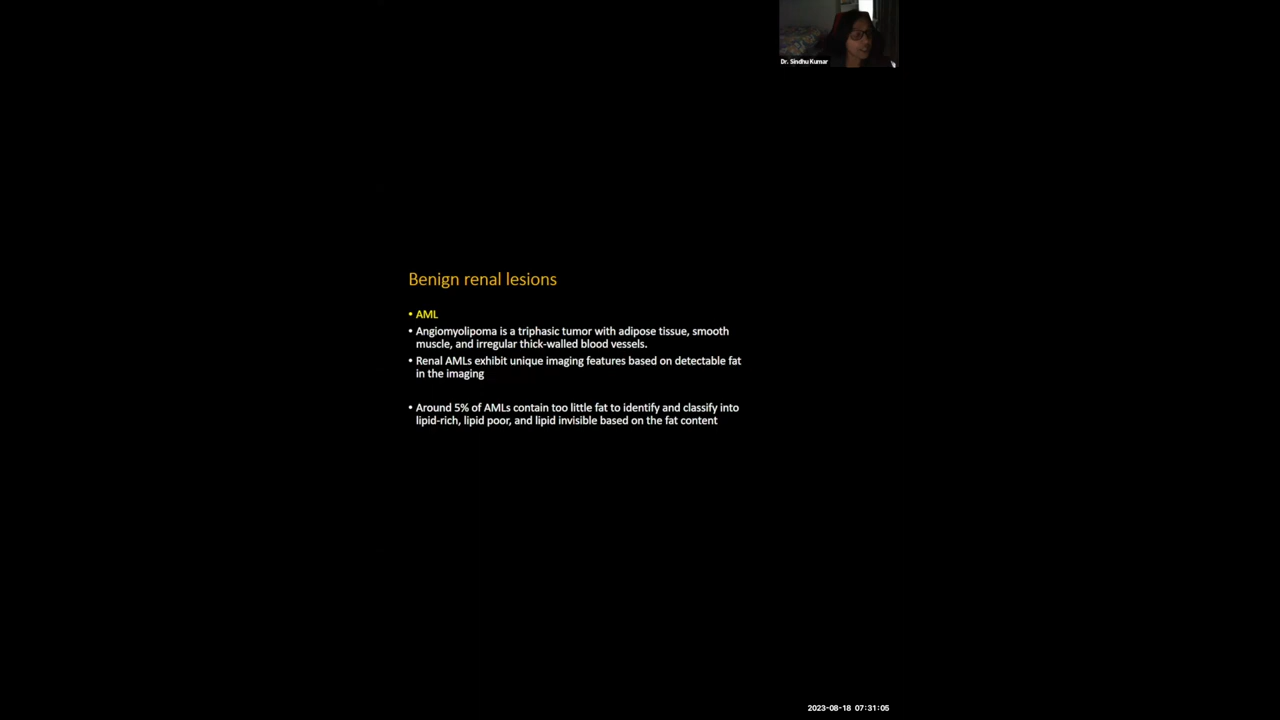 Dr. Sindhu Kumar
Benign renal lesions
• AML
• Angiomyolipoma is a triphasic tumor with adipose tissue, smooth
muscle, and irregular thick-walled blood vessels.
• Renal AMLs exhibit unique imaging features based on detectable fat
in the imaging
• Around 5% of AMLs contain too little fat to identify and classify into
lipid-rich, lipid poor, and lipid invisible based on the fat content
2023-08-18 07:31:05